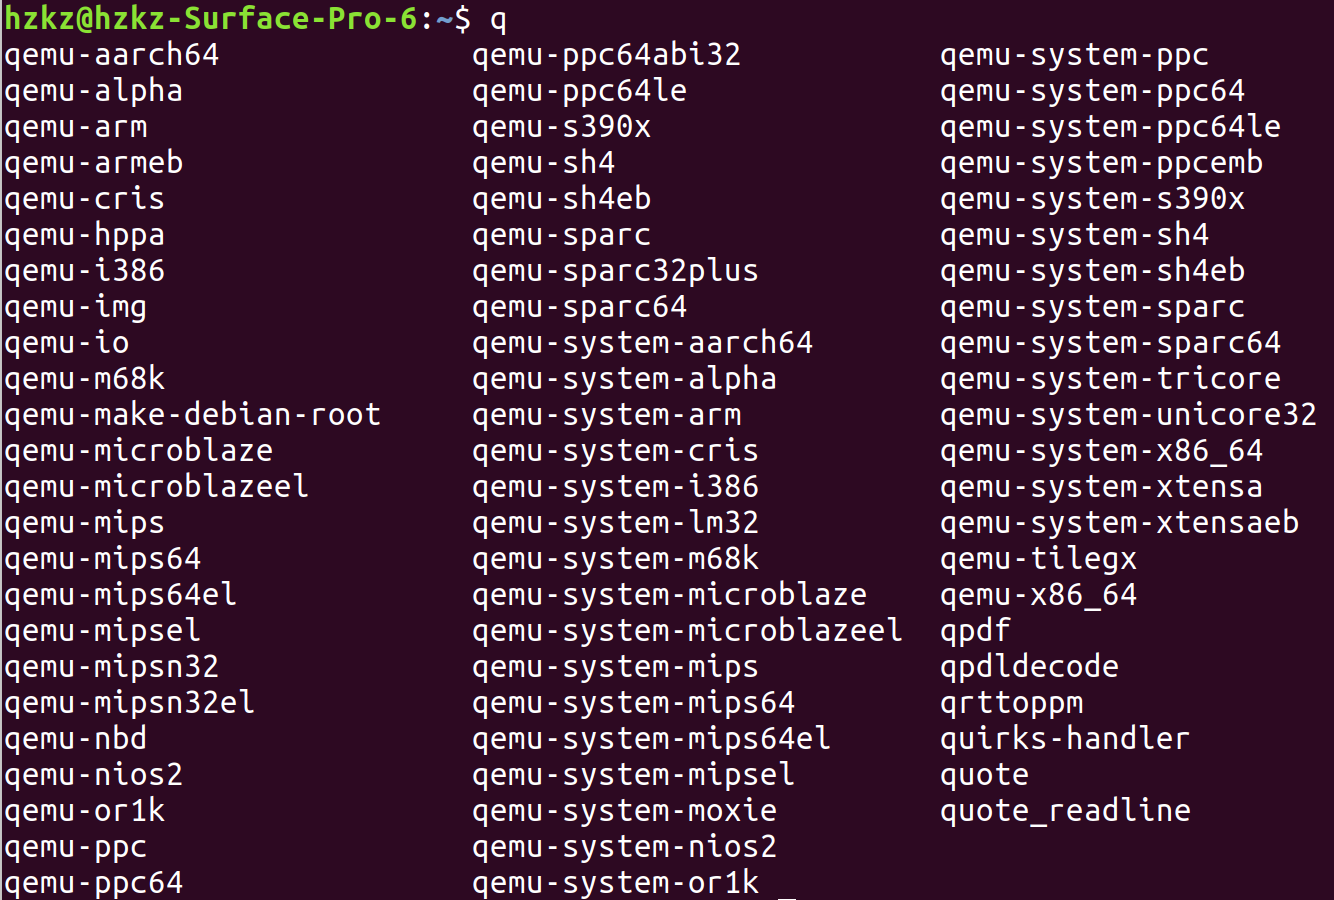 hzkz@hzkz-Surface-Pro-6:~$ q
qemu-aarch64 qemu-ppc64abi32 qemu-system-ppc
qemu-alpha qemu-ppc64le qemu-system-ppc64
qemu-arm qemu-s390x qemu-system-ppc64le
qemu-armeb qemu-sh4 qemu-system-ppcemb
qemu-cris qemu-sh4eb qemu-system-s390x
qemu-hppa qemu-sparc qemu-system-sh4
qemu-i386 qemu-sparc32plus qemu-system-sh4eb
qemu-img qemu-sparc64 qemu-system-sparc
qemu-io qemu-system-aarch64 qemu-system-sparc64
qemu-m68k qemu-system-alpha qemu-system-tricore
qemu-make-debian-root qemu-system-arm qemu-system-unicore32
qemu-microblaze qemu-system-cris qemu-system-x86_64
qemu-microblazeel qemu-system-i386 qemu-system-xtensa
qemu-mips qemu-system-lm32 qemu-system-xtensaeb
qemu-mips64 qemu-system-m68k qemu-tilegx
qemu-mips64el qemu-system-microblaze qemu-x86_64
qemu-mipsel qemu-system-microblazeel qpdf
qemu-mipsn32 qemu-system-mips qpdldecode
qemu-mipsn32el qemu-system-mips64 qrttoppm
qemu-nbd qemu-system-mips64el quirks-handler
qemu-nios2 qemu-system-mipsel quote
qemu-or1k qemu-system-moxie quote_readline
qemu-ppc qemu-system-nios2
qemu-ppc64 qemu-system-or1k